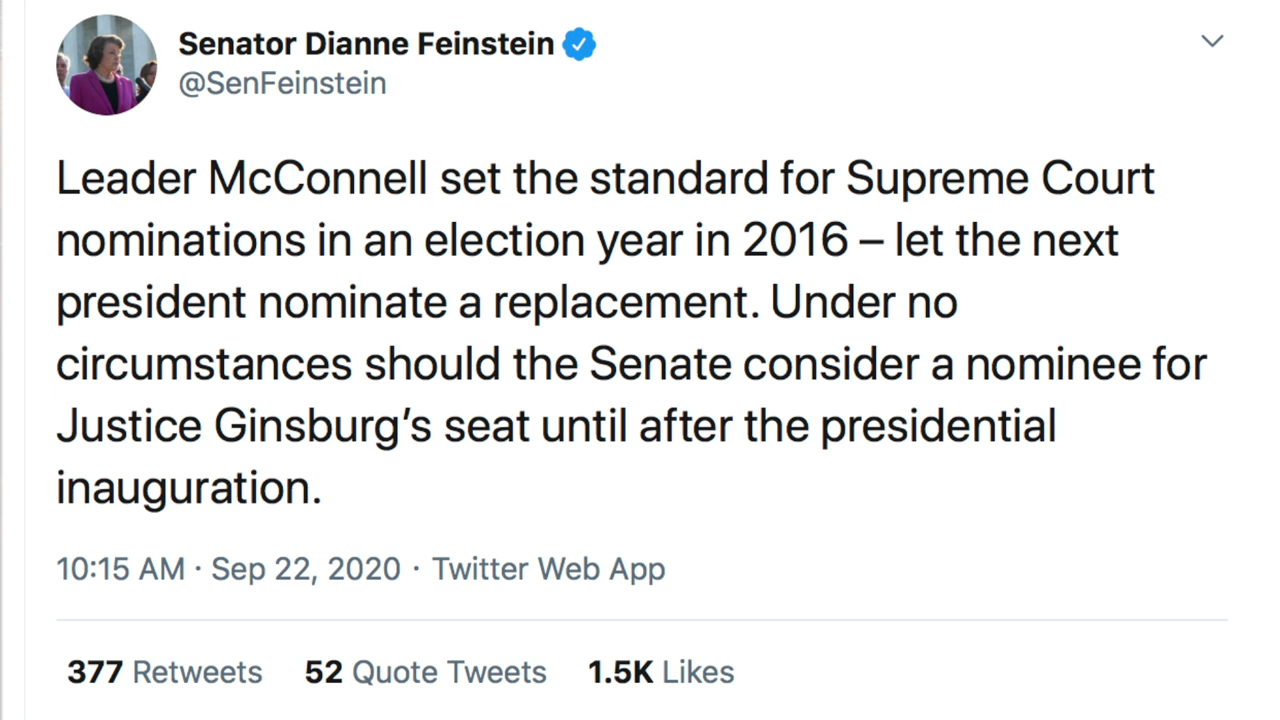 Senator Dianne Feinstein
@SenFeinstein
Leader McConnell set the standard for Supreme Court
nominations in an election year in 2016 – let the next
president nominate a replacement. Under no
circumstances should the Senate consider a nominee for
Justice Ginsburg’s seat until after the presidential
inauguration.
10:15 AM · Sep 22, 2020 · Twitter Web App
377 Retweets 52 Quote Tweets 1.5K Likes